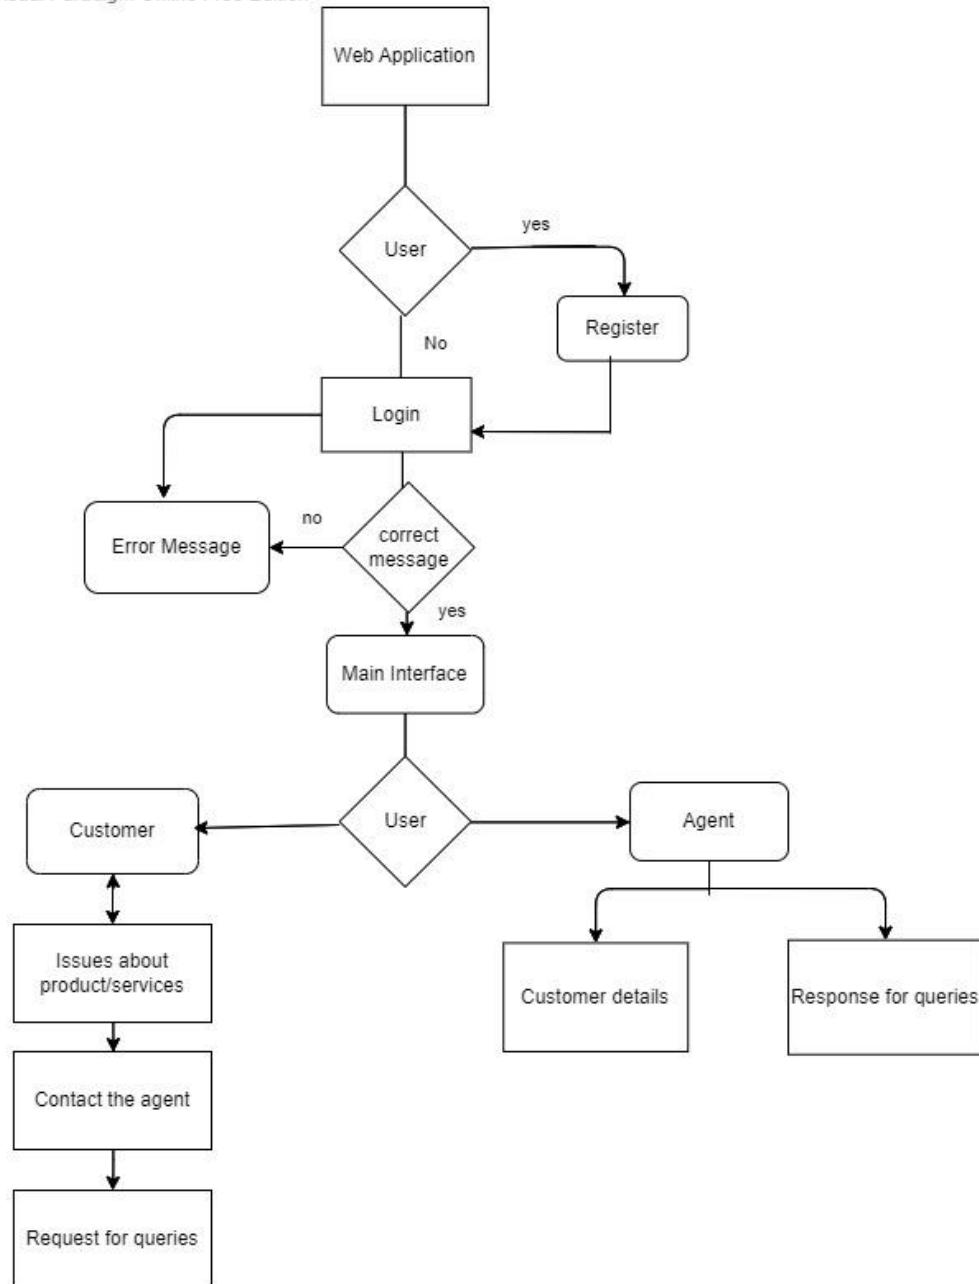 Web Application
User
yes
Register
No
Login
Error Message
no
correct
message
yes
Main Interface
User
Customer
Agent
Issues about
product/services
Customer details
Response for queries
Contact the agent
Request for queries